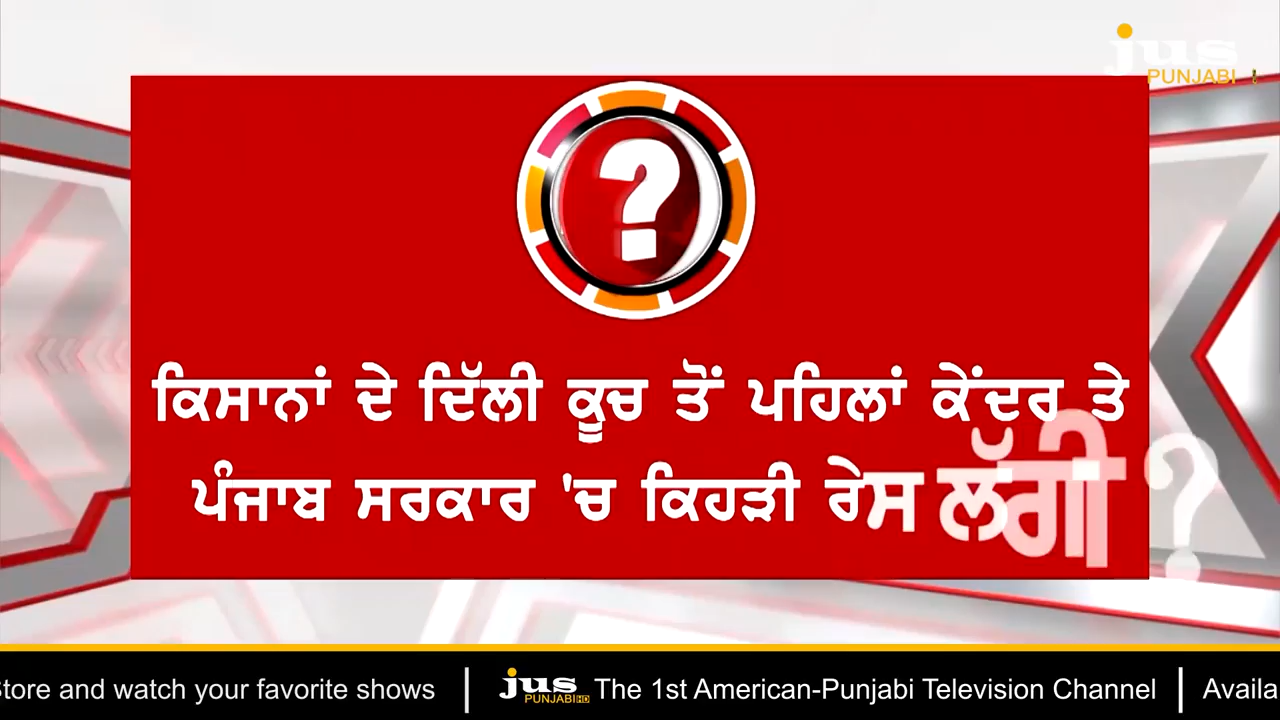 jus
PUNJABI
?
ਕਿਸਾਨਾਂ ਦੇ ਦਿੱਲੀ ਕੂਚ ਤੋਂ ਪਹਿਲਾਂ ਕੇਂਦਰ ਤੇ
ਪੰਜਾਬ ਸਰਕਾਰ 'ਚ ਕਿਹੜੀ ਰੇਸ ਲੱਗੀ ?
Store and watch your favorite shows | jus PUNJABI HD The 1st American-Punjabi Television Channel | Availa